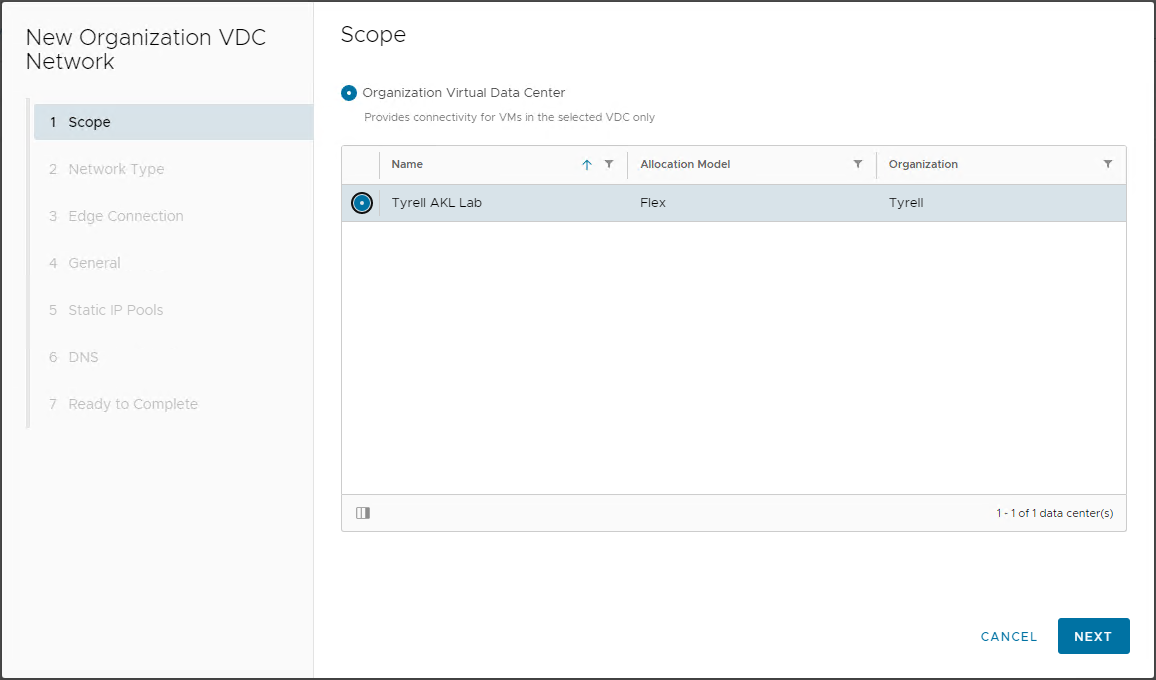 New Organization VDC
Network
1 Scope
2 Network Type
3 Edge Connection
4 General
5 Static IP Pools
6 DNS
7 Ready to Complete
Scope
Organization Virtual Data Center
Provides connectivity for VMs in the selected VDC only
Name Allocation Model Organization
Tyrell AKL Lab Flex Tyrell
1 - 1 of 1 data center(s)
CANCEL NEXT